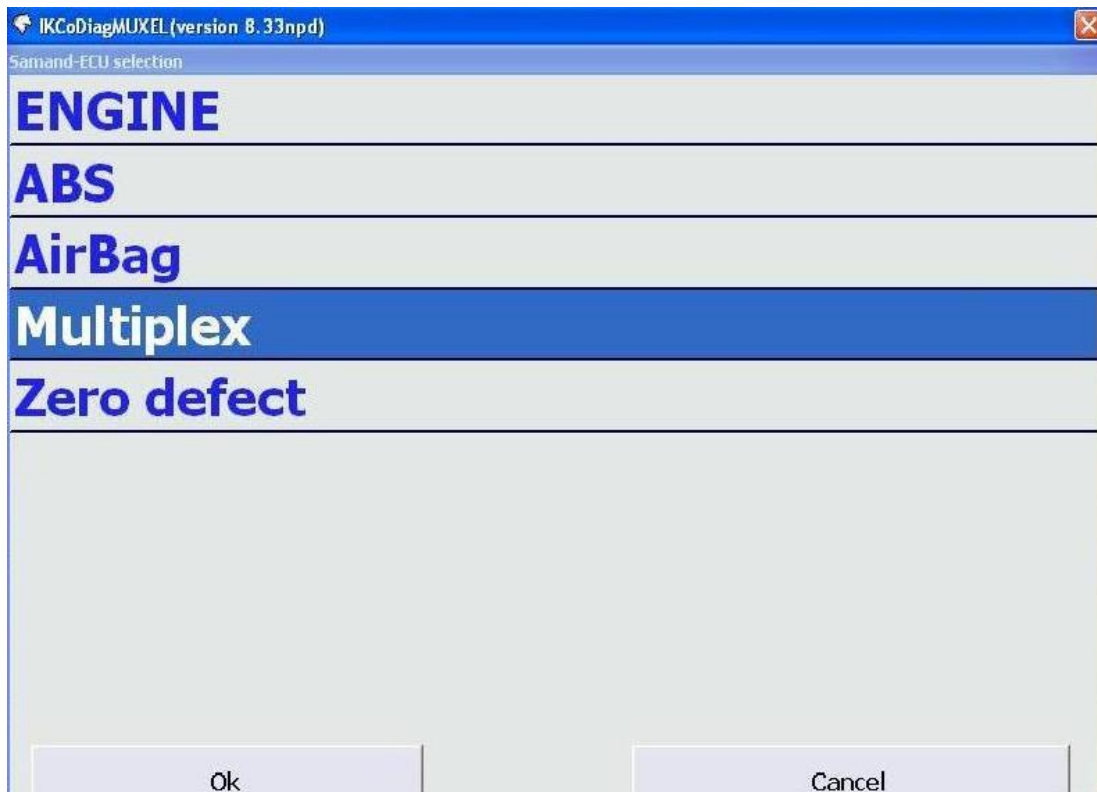 IKCoDiagMUXEL(version 8.33npd)
Samand-ECU selection
ENGINE
ABS
AirBag
Multiplex
Zero defect
Ok Cancel